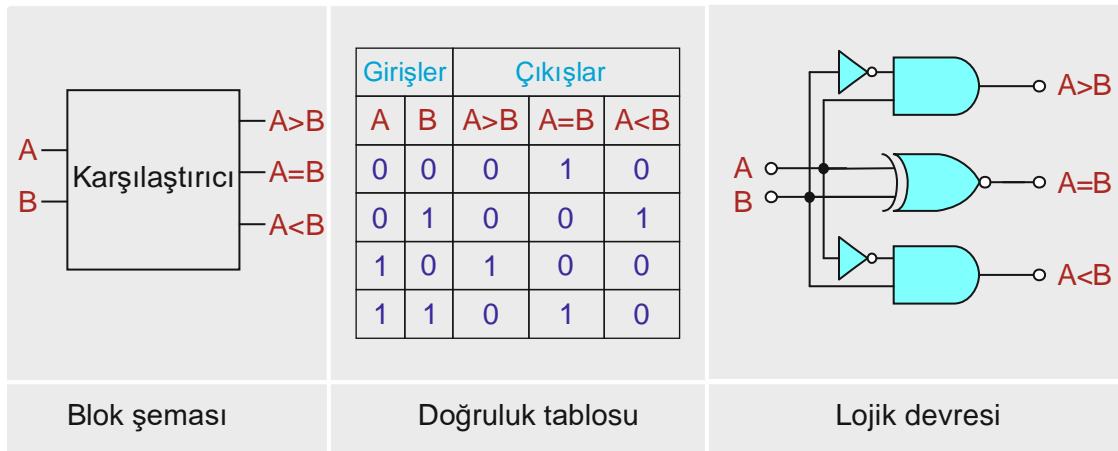 A
B
Karşılaştırıcı
A>B
A=B
A<B
Girişler Çıkışlar
A B A>B A=B A<B
0 0 0 1 0
0 1 0 0 1
1 0 1 0 0
1 1 0 1 0
A
B
A>B
A=B
A<B
Blok şeması
Doğruluk tablosu
Lojik devresi